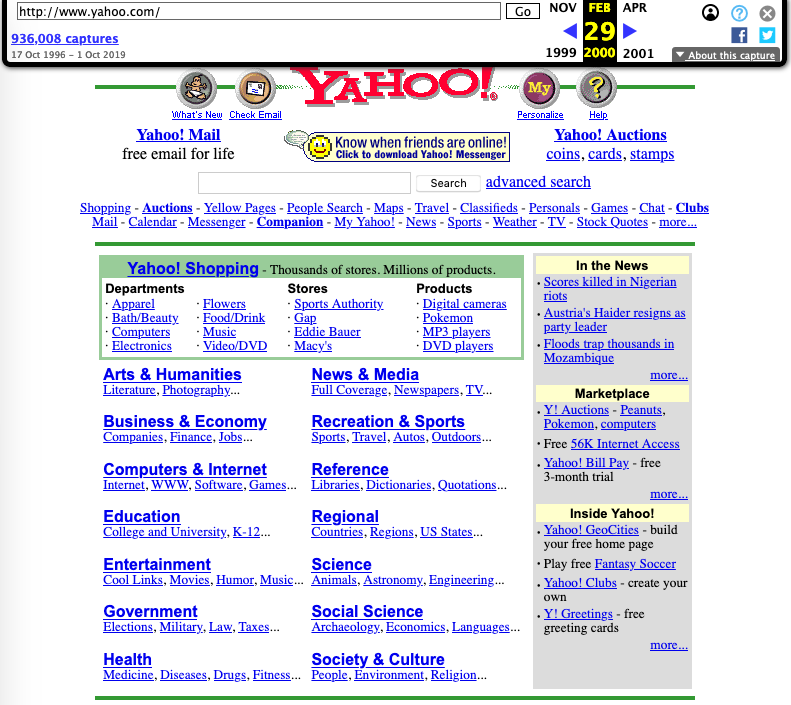 http://www.yahoo.com/ Go NOV FEB APR
936,008 captures 29
17 Oct 1996 – 1 Oct 2019 1999 2000 2001 About this capture
YAHOO!
What's New Check Email My Personalize ? Help
Yahoo! Mail
free email for life
Know when friends are online!
Click to download Yahoo! Messenger
Yahoo! Auctions
coins, cards, stamps
Search advanced search
Shopping - Auctions - Yellow Pages - People Search - Maps - Travel - Classifieds - Personals - Games - Chat - Clubs
Mail - Calendar - Messenger - Companion - My Yahoo! - News - Sports - Weather - TV - Stock Quotes - more...
Yahoo! Shopping - Thousands of stores. Millions of products.
Departments Stores Products
· Apparel · Flowers · Sports Authority · Digital cameras
· Bath/Beauty · Food/Drink · Gap · Pokemon
· Computers · Music · Eddie Bauer · MP3 players
· Electronics · Video/DVD · Macy's · DVD players
Arts & Humanities
Literature, Photography...
News & Media
Full Coverage, Newspapers, TV...
Business & Economy
Companies, Finance, Jobs...
Recreation & Sports
Sports, Travel, Autos, Outdoors...
Computers & Internet
Internet, WWW, Software, Games...
Reference
Libraries, Dictionaries, Quotations...
Education
College and University, K-12...
Regional
Countries, Regions, US States...
Entertainment
Cool Links, Movies, Humor, Music...
Science
Animals, Astronomy, Engineering...
Government
Elections, Military, Law, Taxes...
Social Science
Archaeology, Economics, Languages...
Health
Medicine, Diseases, Drugs, Fitness...
Society & Culture
People, Environment, Religion...
In the News
· Scores killed in Nigerian
riots
· Austria's Haider resigns as
party leader
· Floods trap thousands in
Mozambique
more...
Marketplace
· Y! Auctions - Peanuts,
Pokemon, computers
· Free 56K Internet Access
· Yahoo! Bill Pay - free
3-month trial
more...
Inside Yahoo!
· Yahoo! GeoCities - build
your free home page
· Play free Fantasy Soccer
· Yahoo! Clubs - create your
own
· Y! Greetings - free
greeting cards
more...